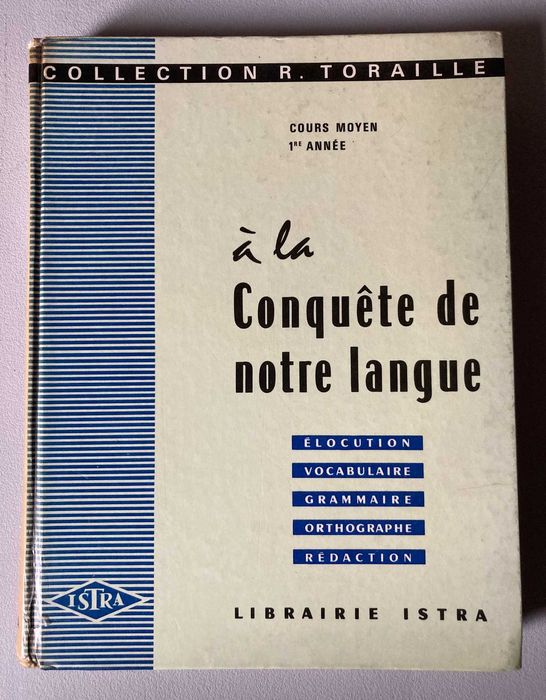 COLLECTION R. TORAILLE
COURS MOYEN
1RE ANNÉE
à la
Conquête de
notre langue
ÉLOCUTION
VOCABULAIRE
GRAMMAIRE
ORTHOGRAPHE
RÉDACTION
ISTRA
LIBRAIRIE ISTRA